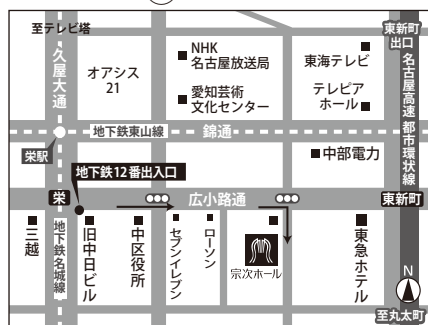 至テレビ塔
東新町
出口
久屋大通
オアシス
21
NHK
名古屋放送局
愛知芸術
文化センター
東海テレビ
テレピア
ホール
名古屋高速 都市環状線
地下鉄東山線
錦通
栄駅
中部電力
地下鉄12番出入口
栄
広小路通
東新町
三越
地下鉄名城線
旧中日ビル
中区役所
セブンイレブン
ローソン
宗次ホール
東急ホテル
N
至丸太町